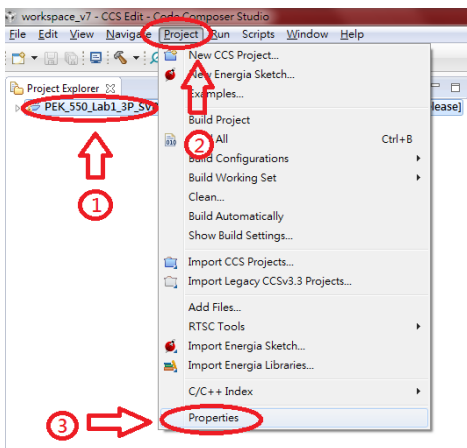 workspace_v7 - CCS Edit - Code Composer Studio
File Edit View Navigate Project Run Scripts Window Help
Project Explorer
PEK_550_Lab1_3P_SV
lease]
New CCS Project...
New Energia Sketch...
Examples...
Build Project
All Ctrl+B
Build Configurations
Build Working Set
Clean...
Build Automatically
Show Build Settings...
Import CCS Projects...
Import Legacy CCSv3.3 Projects...
Add Files...
RTSC Tools
Import Energia Sketch...
Import Energia Libraries...
C/C++ Index
Properties
1
2
3